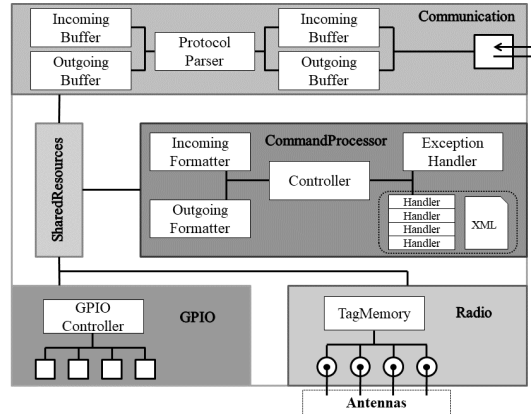 Communication
Incoming
Buffer
Outgoing
Buffer
Protocol
Parser
Incoming
Buffer
Outgoing
Buffer
SharedResources
CommandProcessor
Incoming
Formatter
Outgoing
Formatter
Controller
Exception
Handler
Handler
Handler
Handler
Handler
XML
GPIO
Controller
GPIO
TagMemory
Radio
Antennas